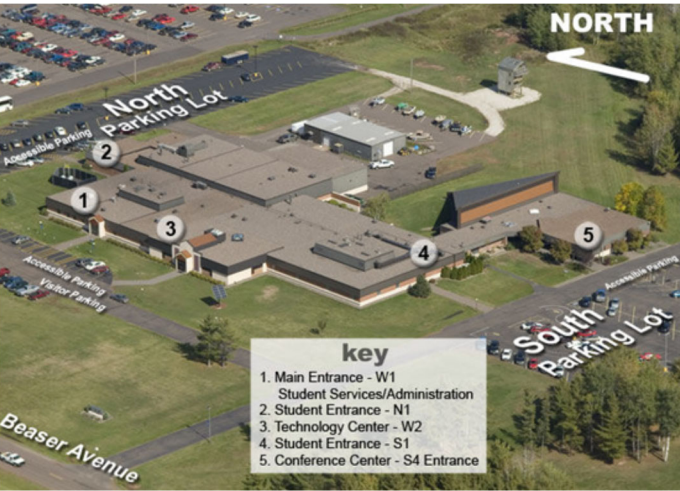 NORTH
North
Parking Lot
Accessible Parking
2
1
3
4
5
Accessible Parking
Visitor Parking
Accessible Parking
South
Parking Lot
key
1. Main Entrance - W1
Student Services/Administration
2. Student Entrance - N1
3. Technology Center - W2
4. Student Entrance - S1
5. Conference Center - S4 Entrance
Beaser Avenue